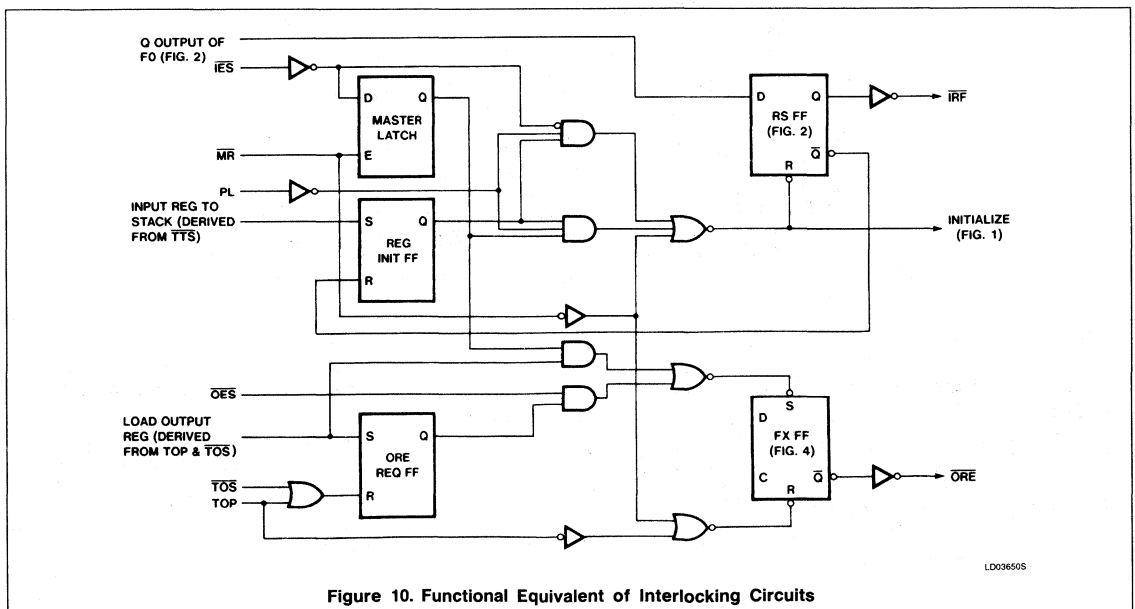 Q OUTPUT OF
F0 (FIG. 2)
IES
D Q
MASTER
LATCH
MR
E
PL
INPUT REG TO
STACK (DERIVED
FROM TTS)
S Q
REG
INIT FF
R
D Q
RS FF
(FIG. 2)
Q
R
IRF
INITIALIZE
(FIG. 1)
OES
LOAD OUTPUT
REG (DERIVED
FROM TOP & TOS)
S Q
ORE
REQ FF
R
TOS
TOP
S
D
FX FF
(FIG. 4)
C Q
R
ORE
LD03650S
Figure 10. Functional Equivalent of Interlocking Circuits